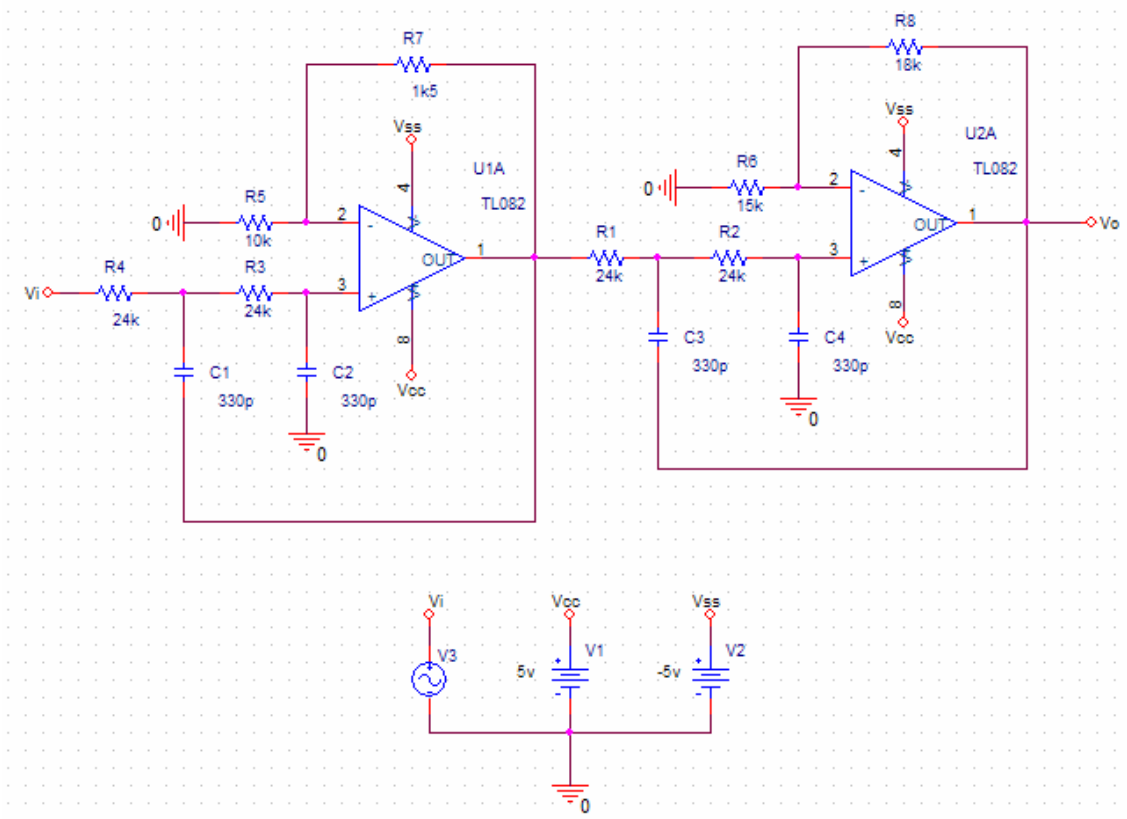 R7
1k5
R8
18k
Vss
4
U1A
TL082
R5
10k
0
2
-
R4
24k
R3
24k
Vi
3
+
OUT
1
8
Vcc
C1
330p
C2
330p
0
Vss
4
U2A
TL082
R6
15k
0
2
-
R1
24k
R2
24k
3
+
OUT
1
Vo
8
Vcc
C3
330p
C4
330p
0
Vi
V3
+
-
Vcc
V1
5v
+
-
Vss
V2
-5v
+
-
0